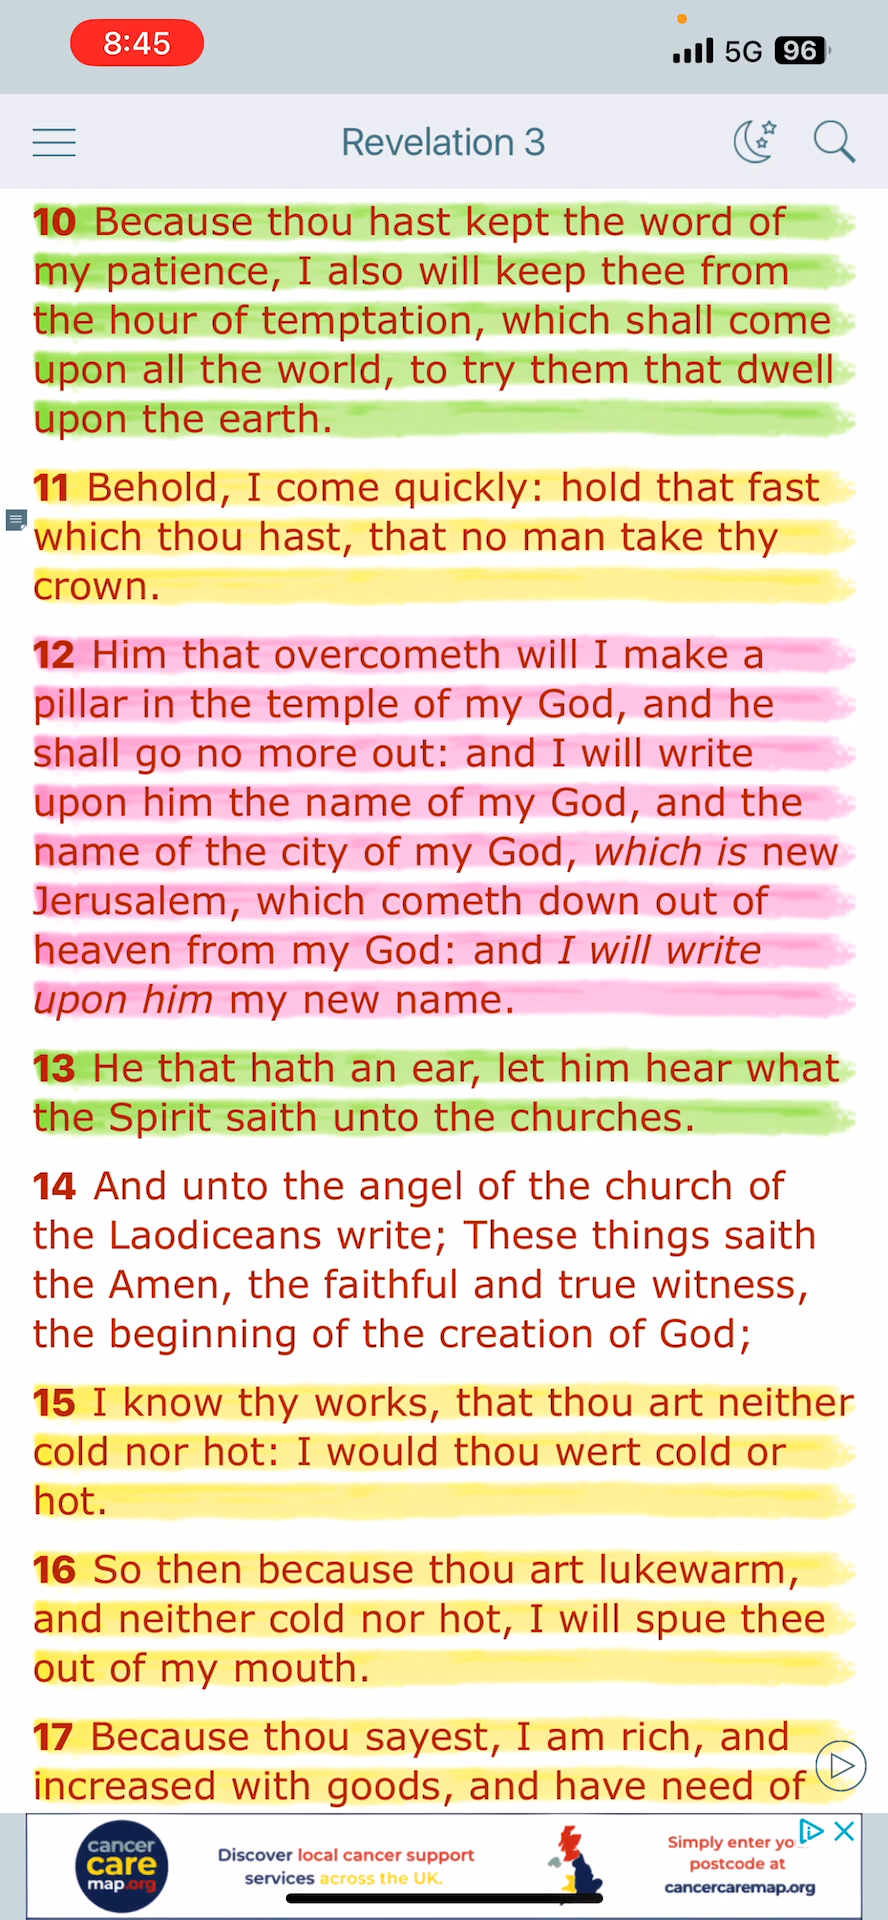 8:45
5G 96
Revelation 3
10 Because thou hast kept the word of
my patience, I also will keep thee from
the hour of temptation, which shall come
upon all the world, to try them that dwell
upon the earth.
11 Behold, I come quickly: hold that fast
which thou hast, that no man take thy
crown.
12 Him that overcometh will I make a
pillar in the temple of my God, and he
shall go no more out: and I will write
upon him the name of my God, and the
name of the city of my God, which is new
Jerusalem, which cometh down out of
heaven from my God: and I will write
upon him my new name.
13 He that hath an ear, let him hear what
the Spirit saith unto the churches.
14 And unto the angel of the church of
the Laodiceans write; These things saith
the Amen, the faithful and true witness,
the beginning of the creation of God;
15 I know thy works, that thou art neither
cold nor hot: I would thou wert cold or
hot.
16 So then because thou art lukewarm,
and neither cold nor hot, I will spue thee
out of my mouth.
17 Because thou sayest, I am rich, and
increased with goods, and have need of
cancer
care
map.org
Discover local cancer support
services across the UK.
Simply enter yo
postcode at
cancercaremap.org